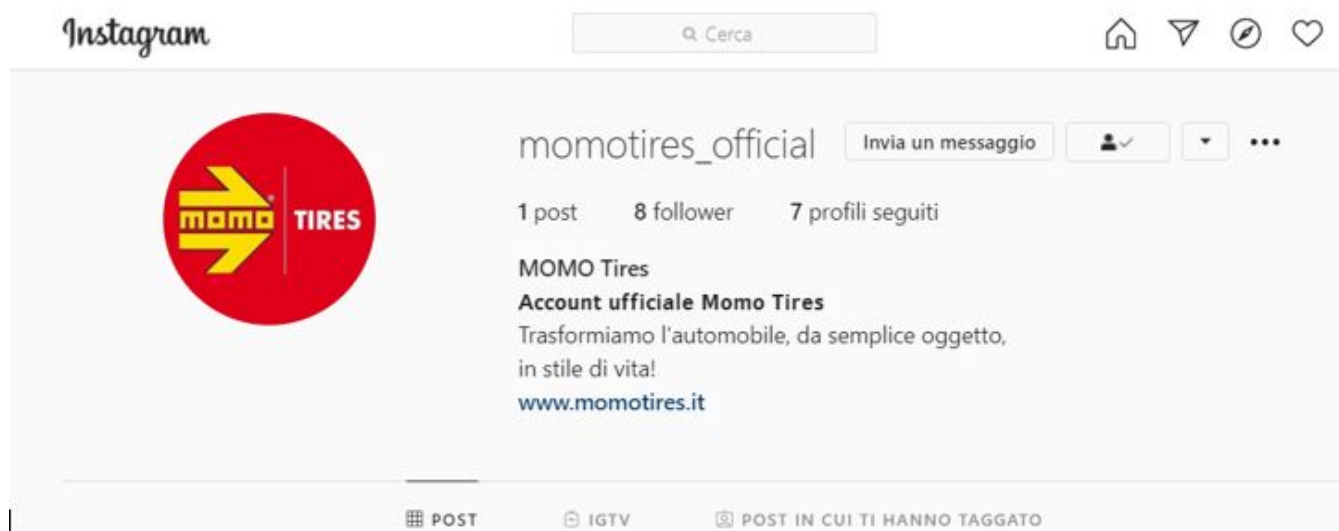 Instagram
Cerca
momo TIRES
momotires_official Invia un messaggio
1 post 8 follower 7 profili seguiti
MOMO Tires
Account ufficiale Momo Tires
Trasformiamo l'automobile, da semplice oggetto,
in stile di vita!
www.momotires.it
POST IGTV POST IN CUI TI HANNO TAGGATO